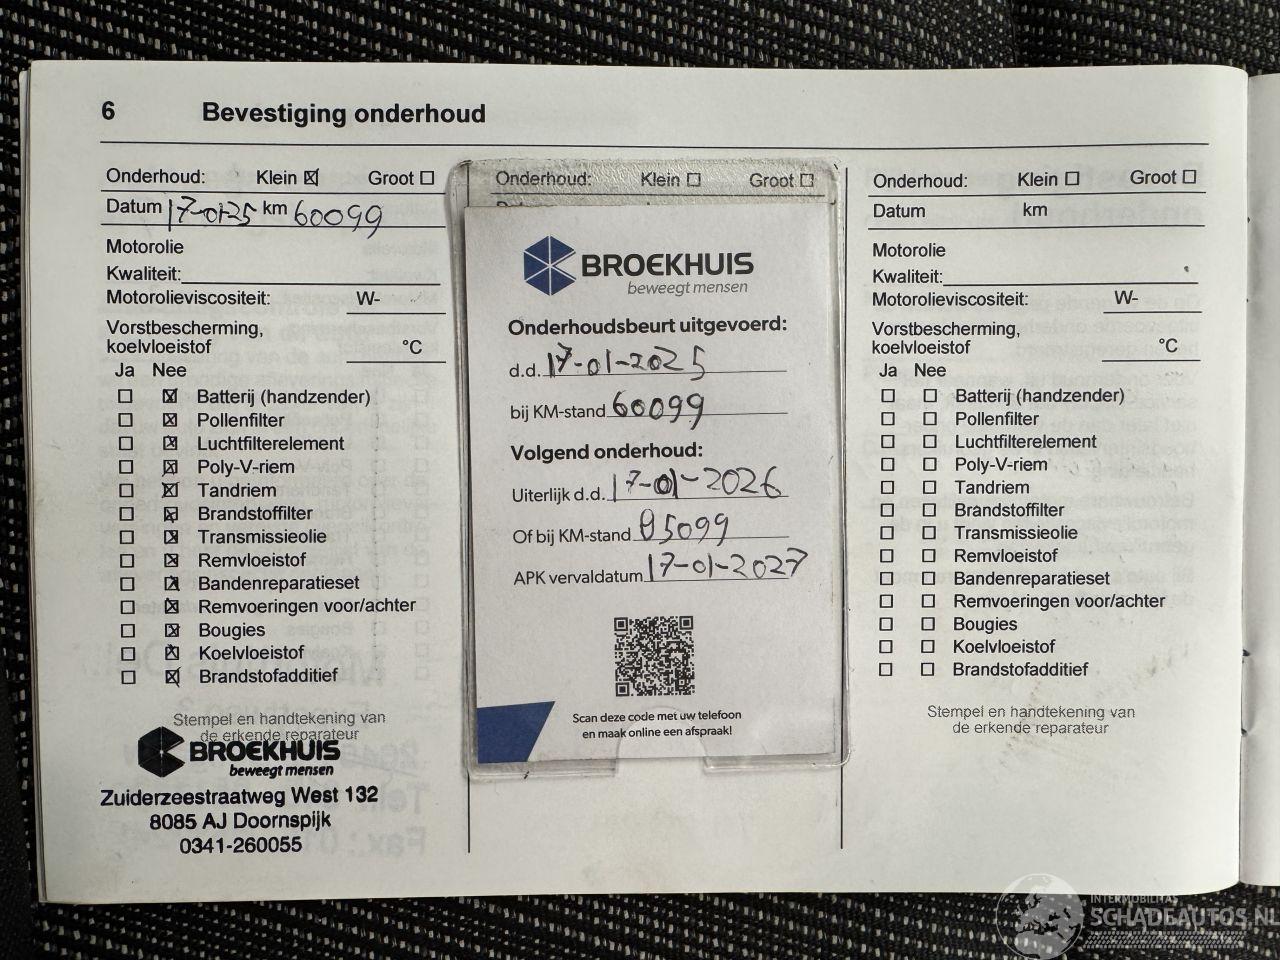 6 Bevestiging onderhoud
Onderhoud: Klein ☒ Groot ☐
Datum 17-01-25 km 60099
Motorolie
Kwaliteit:
Motorolieviscositeit: W-
Vorstbescherming,
koelvloeistof °C
Ja Nee
☐ ☒ Batterij (handzender)
☐ ☒ Pollenfilter
☐ ☒ Luchtfilterelement
☐ ☒ Poly-V-riem
☐ ☒ Tandriem
☐ ☒ Brandstoffilter
☐ ☒ Transmissieolie
☐ ☒ Remvloeistof
☐ ☒ Bandenreparatieset
☐ ☒ Remvoeringen voor/achter
☐ ☒ Bougies
☐ ☒ Koelvloeistof
☐ ☒ Brandstofadditief
Stempel en handtekening van
de erkende reparateur
BROEKHUIS
beweegt mensen
Zuiderzeestraatweg West 132
8085 AJ Doornspijk
0341-260055
Onderhoud: Klein ☐ Groot ☐
BROEKHUIS
beweegt mensen
Onderhoudsbeurt uitgevoerd:
d.d. 17-01-2025
bij KM-stand 60099
Volgend onderhoud:
Uiterlijk d.d. 17-01-2026
Of bij KM-stand 85099
APK vervaldatum 17-01-2027
Scan deze code met uw telefoon
en maak online een afspraak!
Onderhoud: Klein ☐ Groot ☐
Datum km
Motorolie
Kwaliteit:
Motorolieviscositeit: W-
Vorstbescherming,
koelvloeistof °C
Ja Nee
☐ ☐ Batterij (handzender)
☐ ☐ Pollenfilter
☐ ☐ Luchtfilterelement
☐ ☐ Poly-V-riem
☐ ☐ Tandriem
☐ ☐ Brandstoffilter
☐ ☐ Transmissieolie
☐ ☐ Remvloeistof
☐ ☐ Bandenreparatieset
☐ ☐ Remvoeringen voor/achter
☐ ☐ Bougies
☐ ☐ Koelvloeistof
☐ ☐ Brandstofadditief
Stempel en handtekening van
de erkende reparateur
INTERMOBILITAS
SCHADEAUTOS.NL